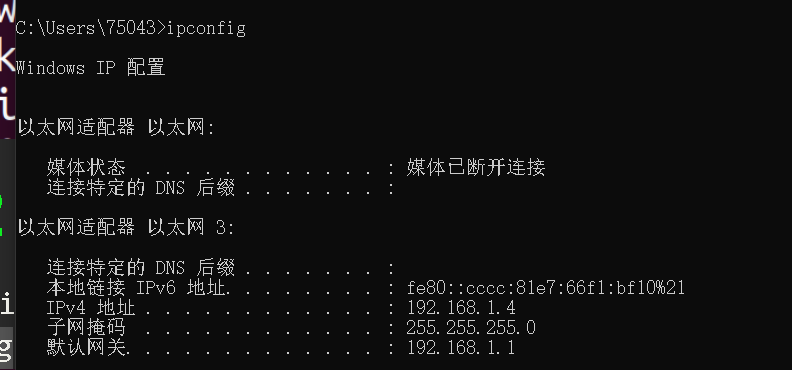 C:\Users\75043>ipconfig
Windows IP 配置
以太网适配器 以太网:
媒体状态 . . . . . . . . . . . . : 媒体已断开连接
连接特定的 DNS 后缀 . . . . . . . :
以太网适配器 以太网 3:
连接特定的 DNS 后缀 . . . . . . . :
本地链接 IPv6 地址. . . . . . . . : fe80::cccc:81e7:66f1:bf10%21
IPv4 地址 . . . . . . . . . . . . : 192.168.1.4
子网掩码 . . . . . . . . . . . . : 255.255.255.0
默认网关. . . . . . . . . . . . . : 192.168.1.1